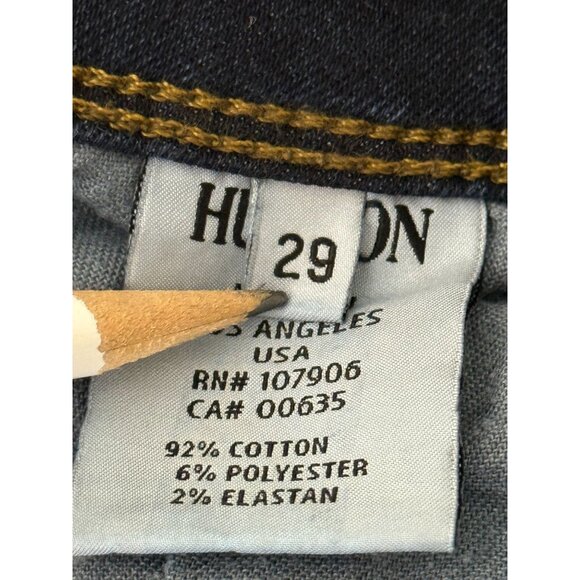 HU ON
29
ANGELES
USA
RN# 107906
CA# 00635
92% COTTON
6% POLYESTER
2% ELASTAN